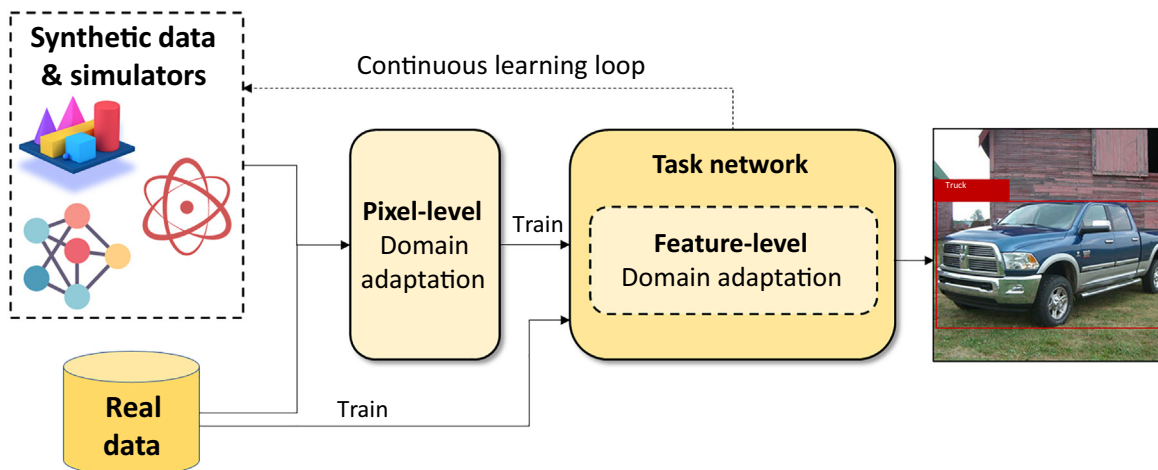 Synthetic data
& simulators
Continuous learning loop
Pixel-level
Domain
adaptation
Train
Task network
Feature-level
Domain adaptation
Truck
Real
data
Train